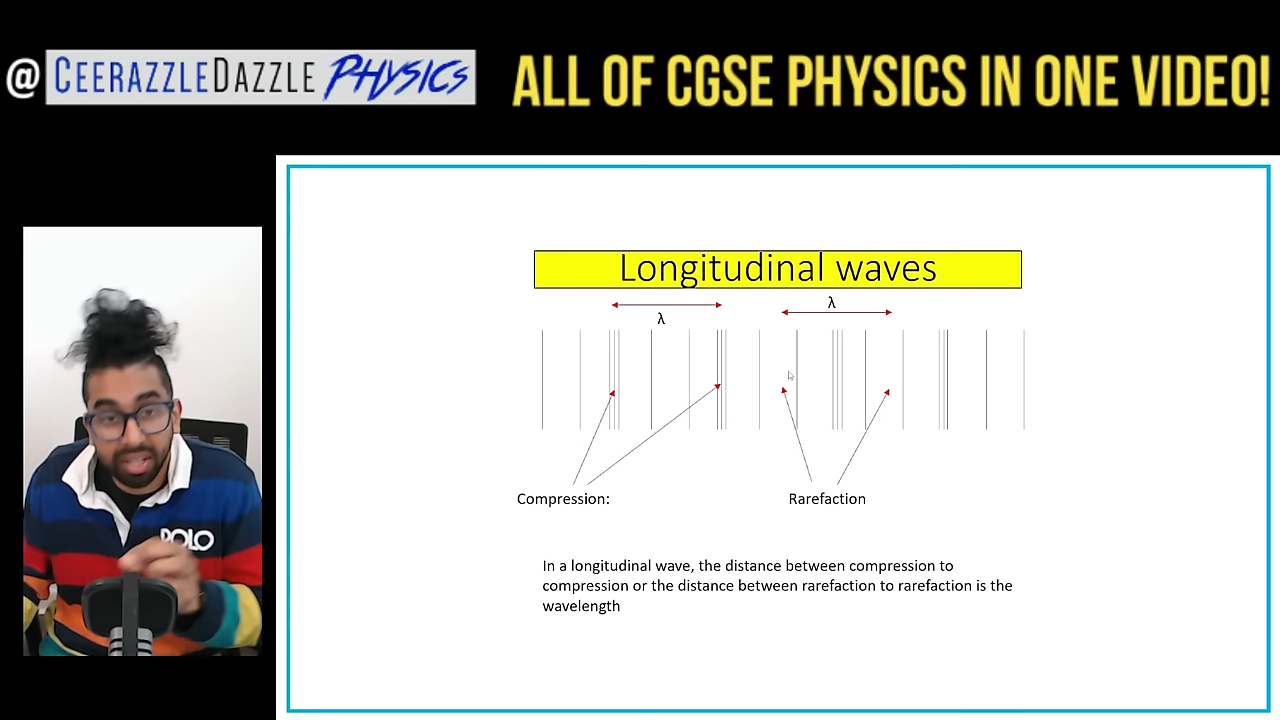 @CEERAZZLEDAZZLE PHYSICS
ALL OF CGSE PHYSICS IN ONE VIDEO!
Longitudinal waves
λ
λ
Compression:
Rarefaction
In a longitudinal wave, the distance between compression to
compression or the distance between rarefaction to rarefaction is the
wavelength
POLO